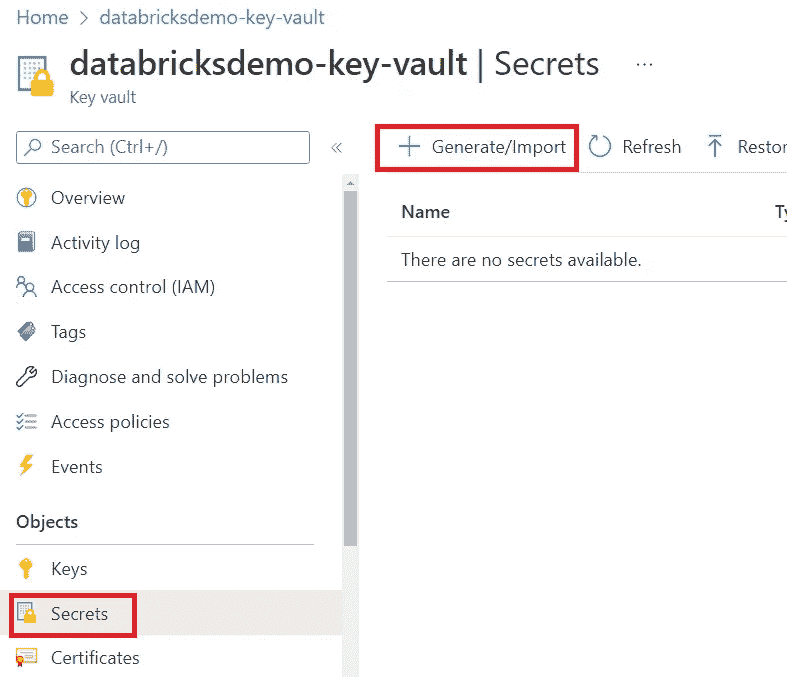 Home > databricksdemo-key-vault
databricksdemo-key-vault | Secrets ...
Key vault
Search (Ctrl+/)
«
Generate/Import
Refresh
Restor
Overview
Activity log
Access control (IAM)
Tags
Diagnose and solve problems
Access policies
Events
Objects
Keys
Secrets
Certificates
Name
Ty
There are no secrets available.